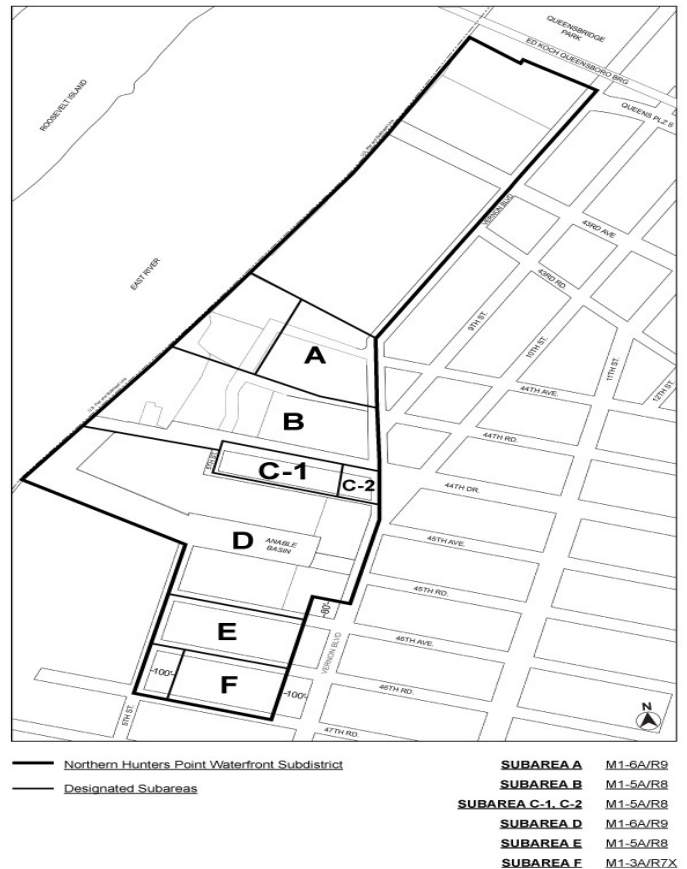 QUEENSBRIDGE
PARK
ED KOCH QUEENSBORO BRG
QUEENS PLZ S
ROOSEVELT ISLAND
VERNON BLVD
43RD AVE
EAST RIVER
43RD RD.
9TH ST.
10TH ST.
11TH ST.
12TH ST.
A
44TH AVE.
B
44TH RD.
5TH ST.
C-1
C-2
44TH DR.
D
ANABLE
BASIN
45TH AVE.
45TH RD.
80'
E
VERNON BLVD
46TH AVE.
100'
F
100'
46TH RD.
5TH ST.
47TH RD.
N
Northern Hunters Point Waterfront Subdistrict
Designated Subareas
SUBAREA A M1-6A/R9
SUBAREA B M1-5A/R8
SUBAREA C-1, C-2 M1-5A/R8
SUBAREA D M1-6A/R9
SUBAREA E M1-5A/R8
SUBAREA F M1-3A/R7X